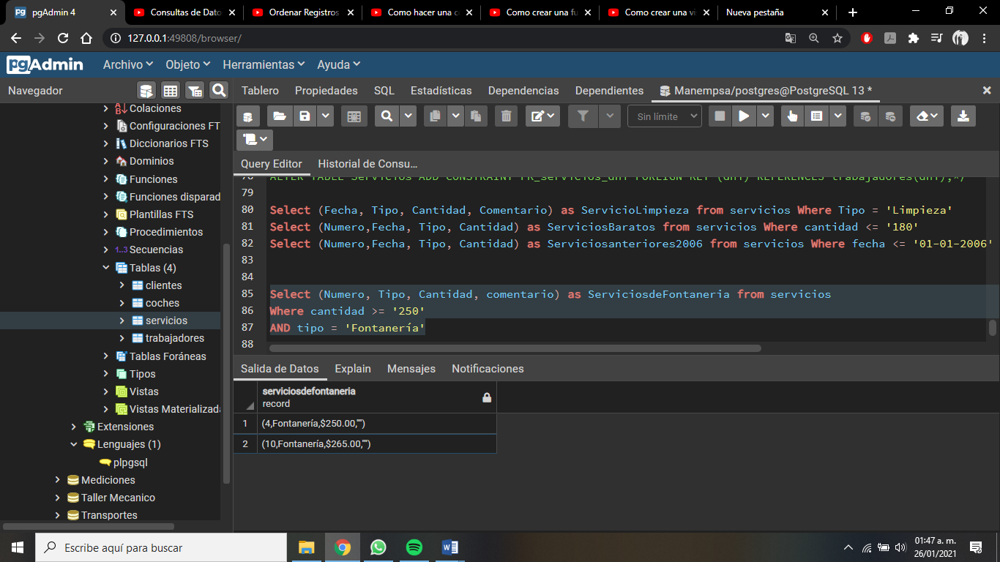 pgAdmin 4
Consultas de Dato
Ordenar Registros
Como hacer una c
Como crear una fu
Como crear una vi
Nueva pestaña
127.0.0.1:49808/browser/
pgAdmin
Archivo
Objeto
Herramientas
Ayuda
Navegador
Tablero
Propiedades
SQL
Estadísticas
Dependencias
Dependientes
Manempsa/postgres@PostgreSQL 13 *
Sin límite
Query Editor
Historial de Consu...
Colaciones
Configuraciones FT
Diccionarios FTS
Dominios
Funciones
Funciones disparad
Plantillas FTS
Procedimientos
1..3 Secuencias
Tablas (4)
clientes
coches
servicios
trabajadores
Tablas Foráneas
Tipos
Vistas
Vistas Materializada
Extensiones
Lenguajes (1)
plpgsql
Mediciones
Taller Mecanico
Transportes
78 ALTER TABLE Servicios ADD CONSTRAINT FK_servicios_dni FOREIGN KEY (dni) REFERENCES trabajadores(dni);*/
79
80 Select (Fecha, Tipo, Cantidad, Comentario) as ServicioLimpieza from servicios Where Tipo = 'Limpieza'
81 Select (Numero,Fecha, Tipo, Cantidad) as ServiciosBaratos from servicios Where cantidad <= '180'
82 Select (Numero,Fecha, Tipo, Cantidad) as Serviciosanteriores2006 from servicios Where fecha <= '01-01-2006'
83
84
85 Select (Numero, Tipo, Cantidad, comentario) as ServiciosdeFontaneria from servicios
86 Where cantidad >= '250'
87 AND tipo = 'Fontanería'
88
Salida de Datos
Explain
Mensajes
Notificaciones
serviciosdefontaneria
record
1 (4,Fontanería,$250.00,"")
2 (10,Fontanería,$265.00,"")
Escribe aquí para buscar
01:47 a. m.
26/01/2021